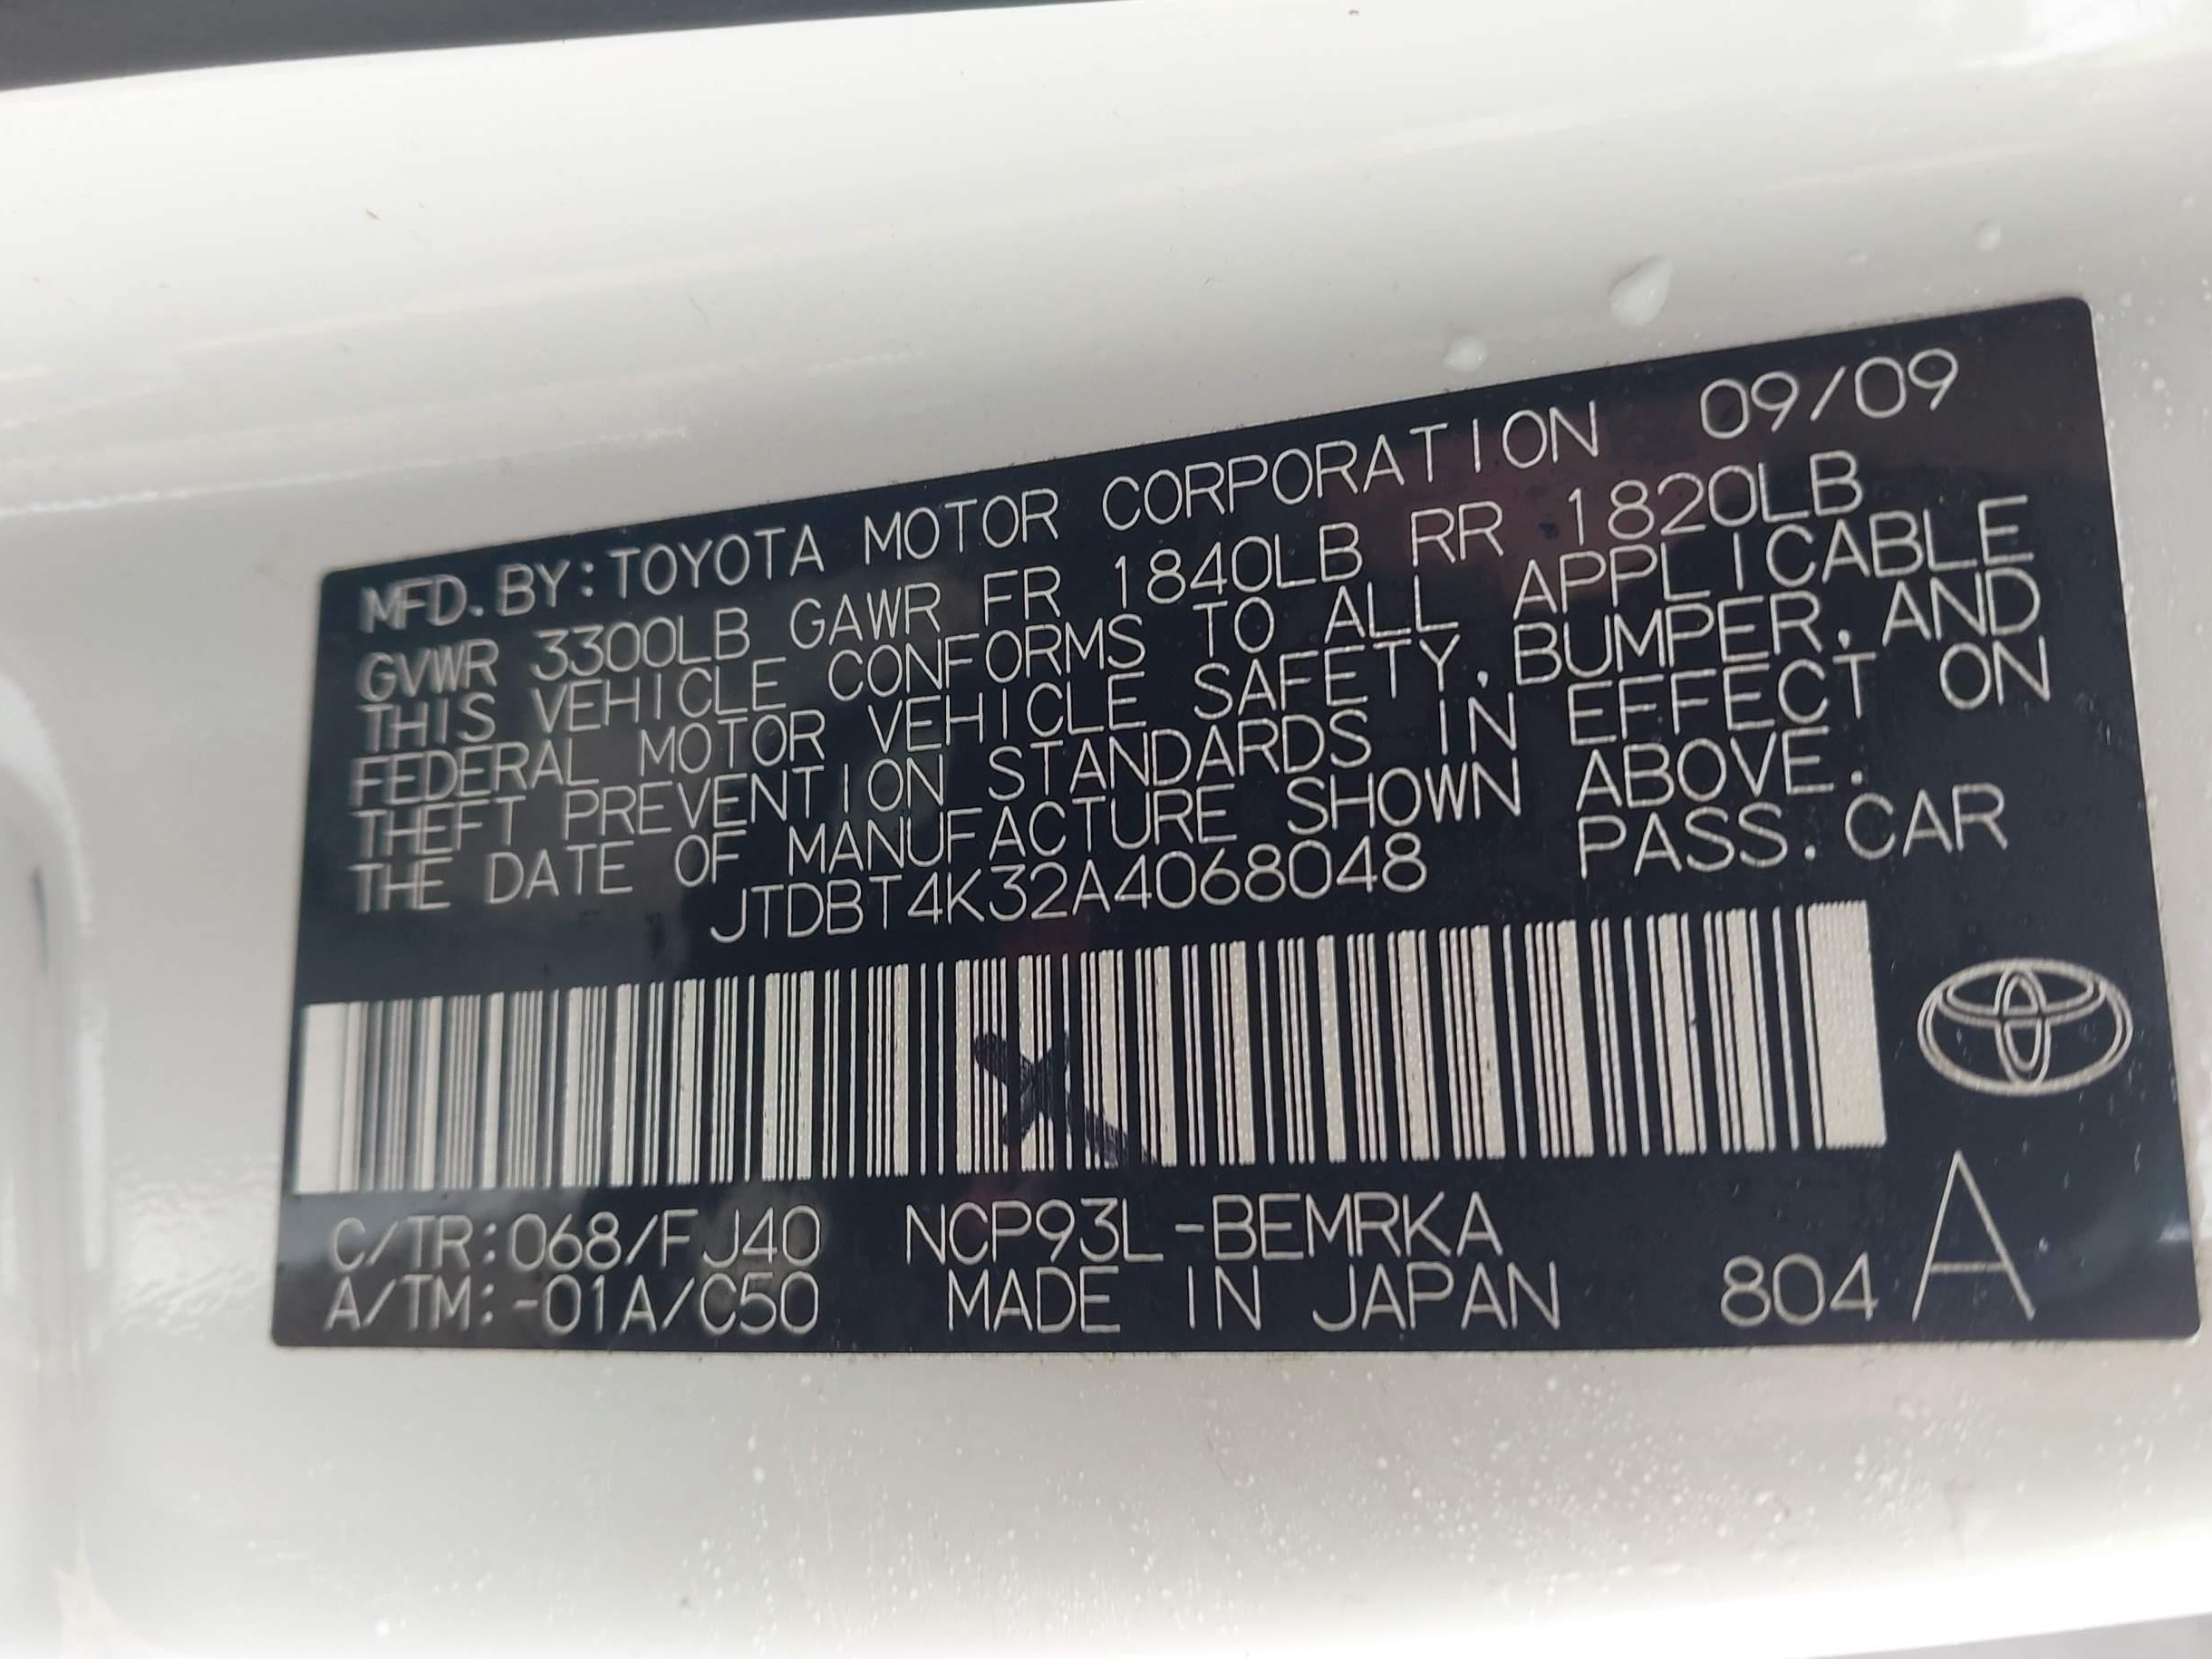 MFD. BY: TOYOTA MOTOR CORPORATION 09/09
GVWR 3300LB GAWR FR 1840LB RR 1820LB
THIS VEHICLE CONFORMS TO ALL APPLICABLE
FEDERAL MOTOR VEHICLE SAFETY, BUMPER, AND
THEFT PREVENTION STANDARDS IN EFFECT ON
THE DATE OF MANUFACTURE SHOWN ABOVE.
JTDBT4K32A4068048 PASS. CAR
C/TR:068/FJ40 NCP93L-BEMRKA
A/TM:-01A/C50 MADE IN JAPAN 804 A